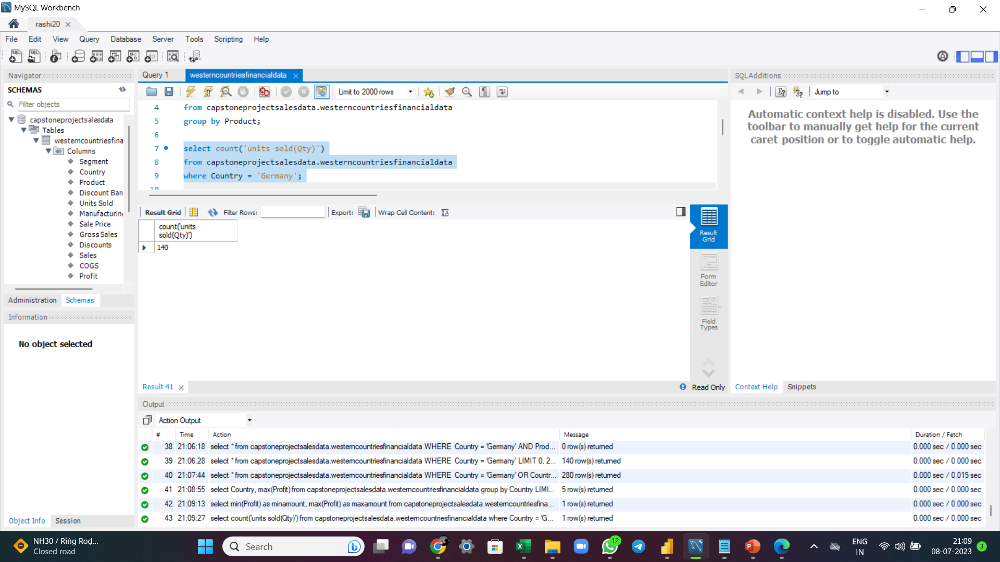 MySQL Workbench
rashi20
File Edit View Query Database Server Tools Scripting Help
Navigator
SCHEMAS
Filter objects
capstoneprojectsalesdata
Tables
westerncountriesfina
Columns
Segment
Country
Product
Discount Ban
Units Sold
Manufacturing
Sale Price
Gross Sales
Discounts
Sales
COGS
Profit
Administration Schemas
Information
No object selected
Object Info Session
Query 1 westerncountriesfinancialdata
Limit to 2000 rows
4 from capstoneprojectsalesdata.westerncountriesfinancialdata
5 group by Product;
6
7 select count('units sold(Qty)')
8 from capstoneprojectsalesdata.westerncountriesfinancialdata
9 where Country = 'Germany';
10
Result Grid Filter Rows: Export: Wrap Cell Content:
count('units
sold(Qty)')
140
Result
Grid
Form
Editor
Field
Types
Result 41 Read Only
SQLAdditions
Jump to
Automatic context help is disabled. Use the
toolbar to manually get help for the current
caret position or to toggle automatic help.
Context Help Snippets
Output
Action Output
# Time Action Message Duration / Fetch
38 21:06:18 select * from capstoneprojectsalesdata.westerncountriesfinancialdata WHERE Country = 'Germany' AND Prod... 0 row(s) returned 0.000 sec / 0.000 sec
39 21:06:28 select * from capstoneprojectsalesdata.westerncountriesfinancialdata WHERE Country = 'Germany' LIMIT 0, 2... 140 row(s) returned 0.000 sec / 0.000 sec
40 21:07:44 select * from capstoneprojectsalesdata.westerncountriesfinancialdata WHERE Country = 'Germany' OR Countr... 280 row(s) returned 0.000 sec / 0.015 sec
41 21:08:55 select Country, max(Profit) from capstoneprojectsalesdata.westerncountriesfinancialdata group by Country LIMI... 5 row(s) returned 0.000 sec / 0.000 sec
42 21:09:13 select min(Profit) as minamount, max(Profit) as maxamount from capstoneprojectsalesdata.westerncountriesfina... 1 row(s) returned 0.000 sec / 0.000 sec
43 21:09:27 select count('units sold(Qty)') from capstoneprojectsalesdata.westerncountriesfinancialdata where Country = 'G... 1 row(s) returned 0.000 sec / 0.000 sec
NH30 / Ring Rod...
Closed road
Search
12
ENG
IN
21:09
08-07-2023
3